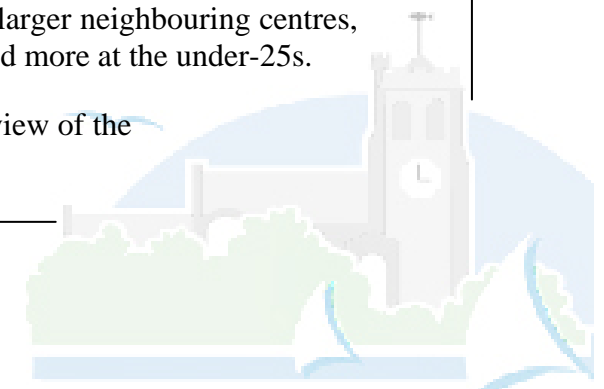 larger neighbouring centres,
d more at the under-25s.
view of the